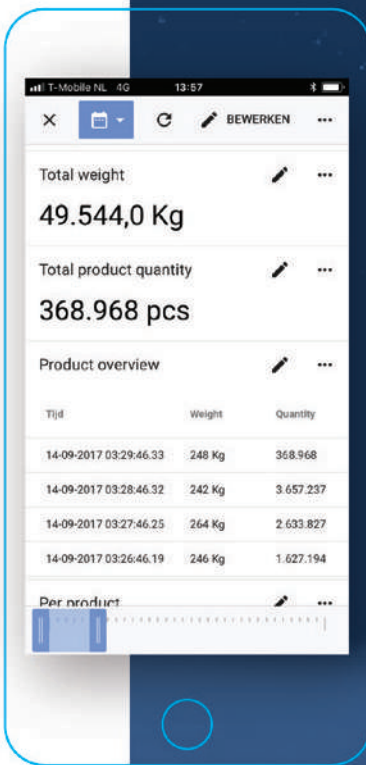 T-Mobile NL 4G 13:57
BEWERKEN
Total weight
49.544,0 Kg
Total product quantity
368.968 pcs
Product overview
Tijd Weight Quantity
14-09-2017 03:29:46.33 248 Kg 368.968
14-09-2017 03:28:46.32 242 Kg 3.657.237
14-09-2017 03:27:46.25 264 Kg 2.633.827
14-09-2017 03:26:46.19 246 Kg 1.627.194
Per product